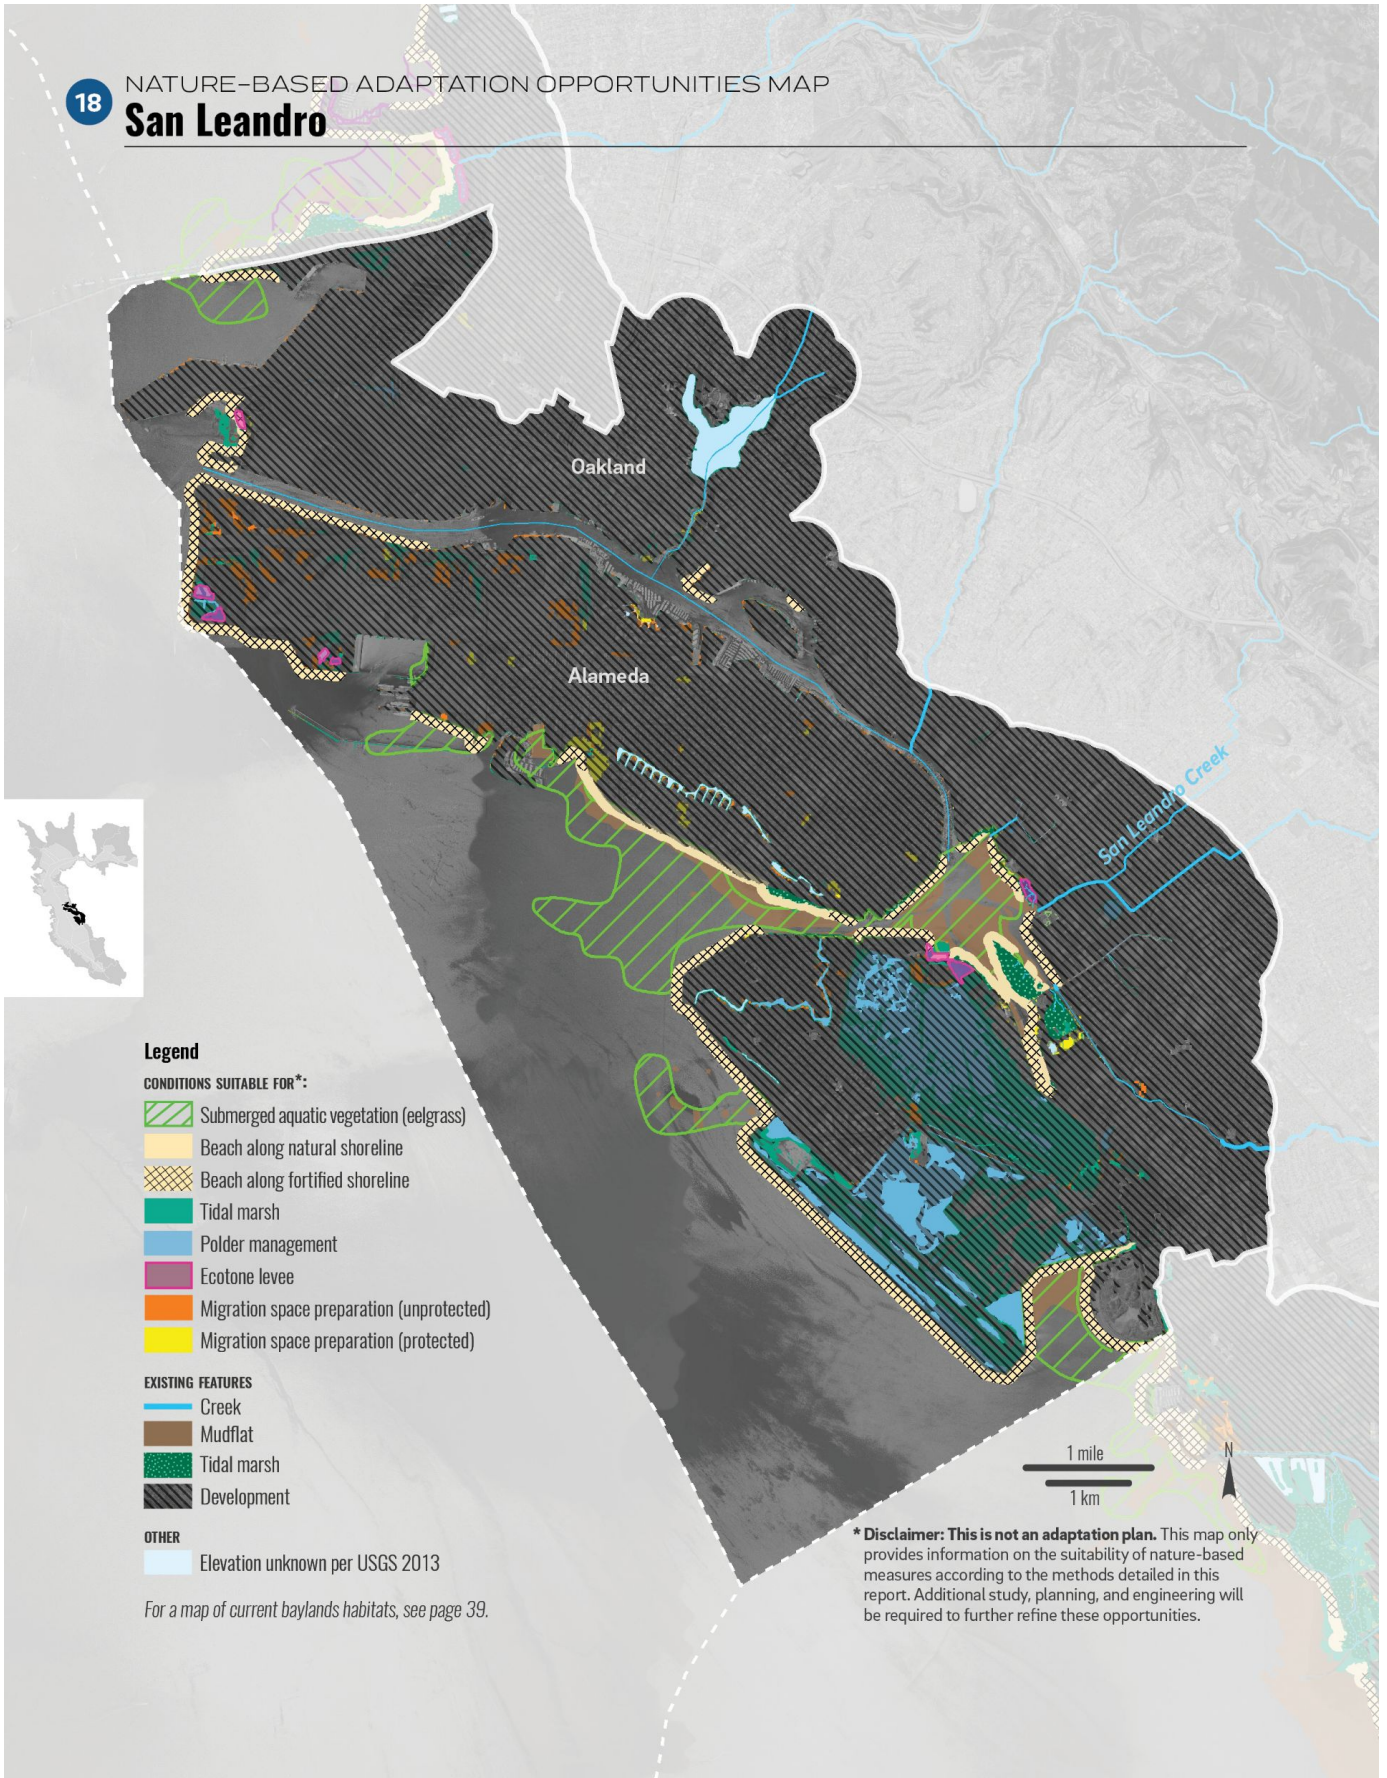 18
NATURE-BASED ADAPTATION OPPORTUNITIES MAP
San Leandro
Oakland
Alameda
San Leandro Creek
Legend
CONDITIONS SUITABLE FOR*:
Submerged aquatic vegetation (eelgrass)
Beach along natural shoreline
Beach along fortified shoreline
Tidal marsh
Polder management
Ecotone levee
Migration space preparation (unprotected)
Migration space preparation (protected)
EXISTING FEATURES
Creek
Mudflat
Tidal marsh
Development
OTHER
Elevation unknown per USGS 2013
For a map of current baylands habitats, see page 39.
1 mile
1 km
N
* Disclaimer: This is not an adaptation plan. This map only
provides information on the suitability of nature-based
measures according to the methods detailed in this
report. Additional study, planning, and engineering will
be required to further refine these opportunities.